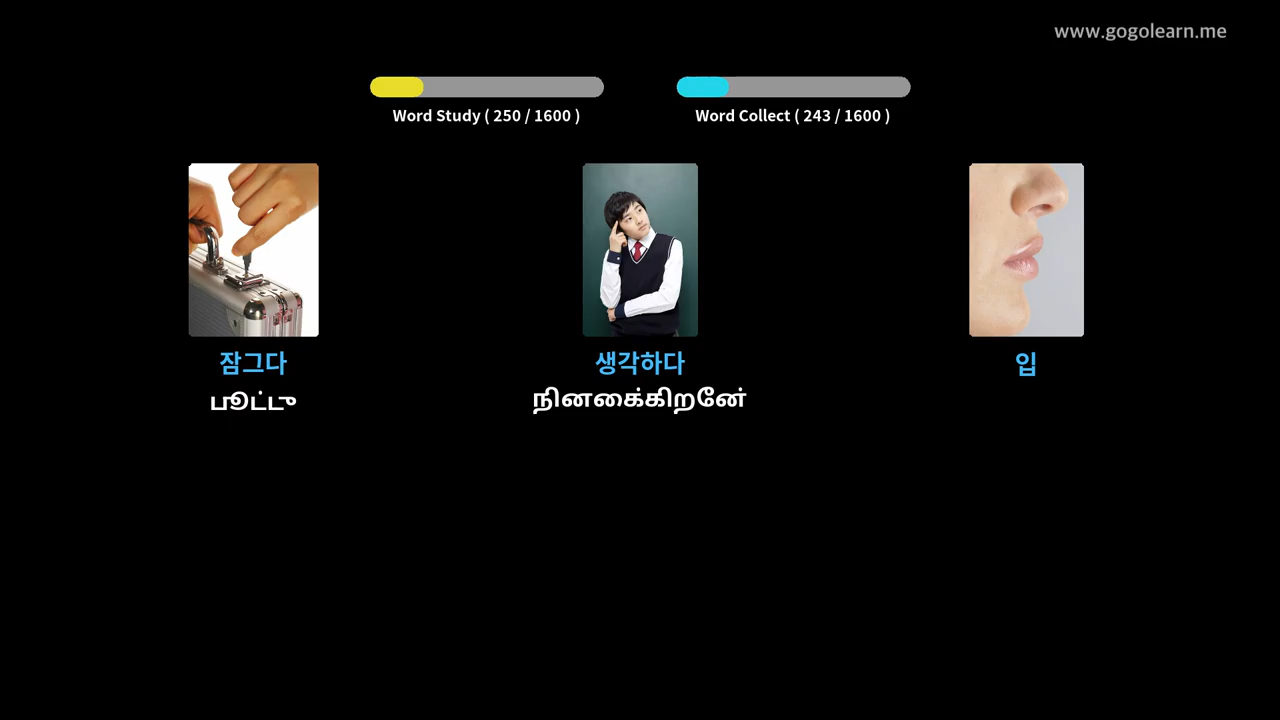 www.gogolearn.me
Word Study ( 250 / 1600 )
Word Collect ( 243 / 1600 )
잠그다
생각하다
입
பூட்டு
நினைக்கிறேன்